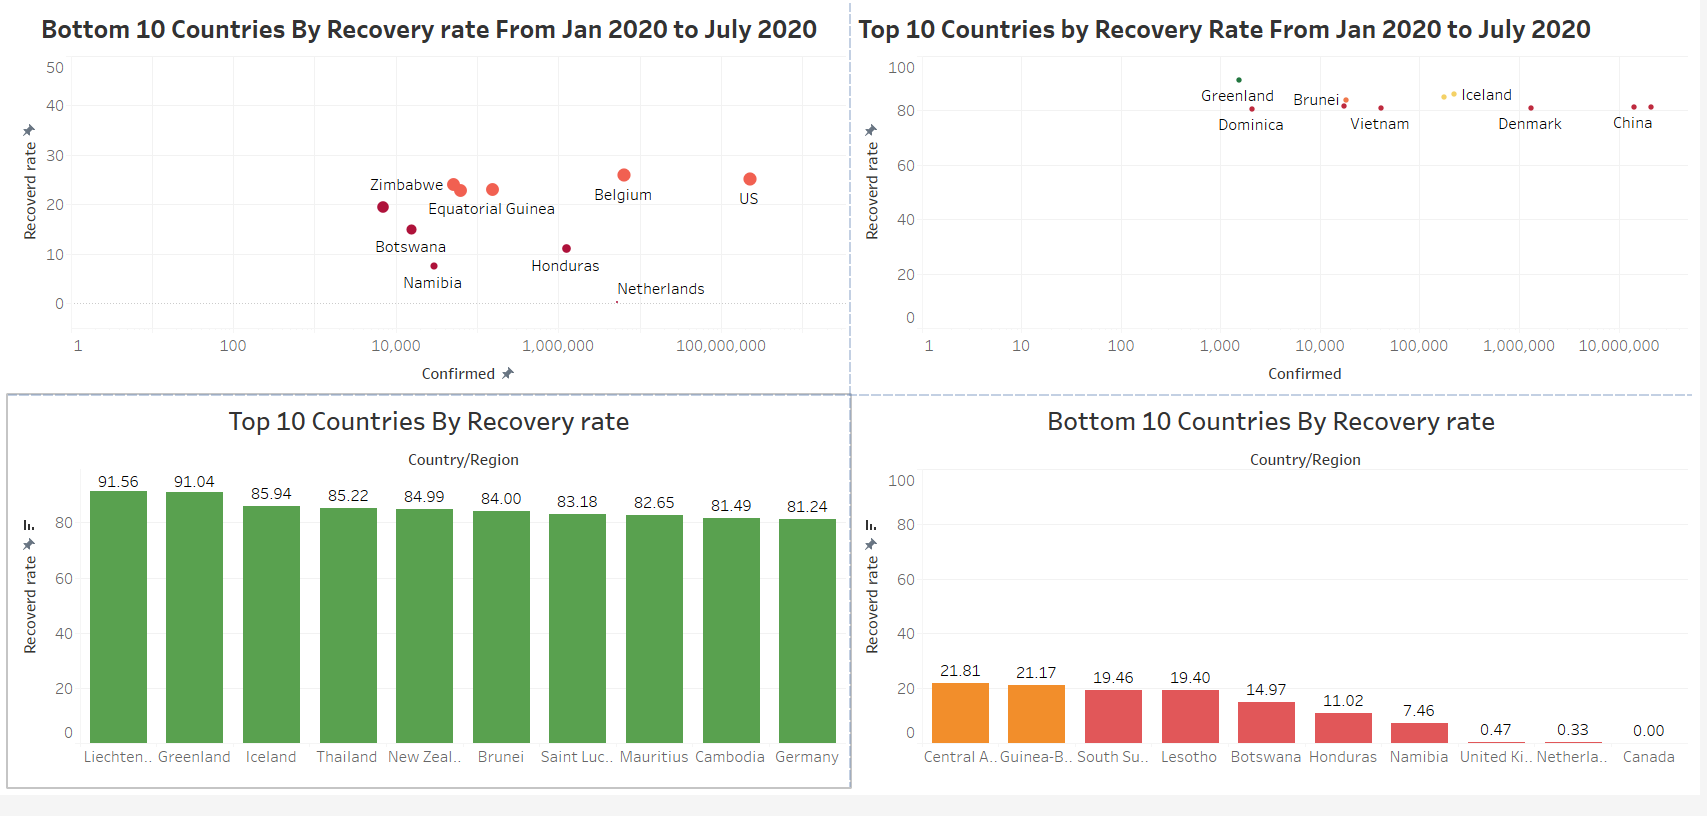 Bottom 10 Countries By Recovery rate From Jan 2020 to July 2020
50
40
30
20
10
0
Recoverd rate
Zimbabwe
Equatorial Guinea
Belgium
US
Botswana
Namibia
Honduras
Netherlands
1 100 10,000 1,000,000 100,000,000
Confirmed
Top 10 Countries by Recovery Rate From Jan 2020 to July 2020
100
80
60
40
20
0
Recoverd rate
Greenland
Brunei
Iceland
Dominica
Vietnam
Denmark
China
1 10 100 1,000 10,000 100,000 1,000,000 10,000,000
Confirmed
Top 10 Countries By Recovery rate
Country/Region
91.56 91.04 85.94 85.22 84.99 84.00 83.18 82.65 81.49 81.24
80
60
40
20
0
Recoverd rate
Liechten.. Greenland Iceland Thailand New Zeal.. Brunei Saint Luc.. Mauritius Cambodia Germany
Bottom 10 Countries By Recovery rate
Country/Region
100
80
60
40
20
0
Recoverd rate
21.81 21.17 19.46 19.40 14.97 11.02 7.46 0.47 0.33 0.00
Central A.. Guinea-B.. South Su.. Lesotho Botswana Honduras Namibia United Ki.. Netherla.. Canada